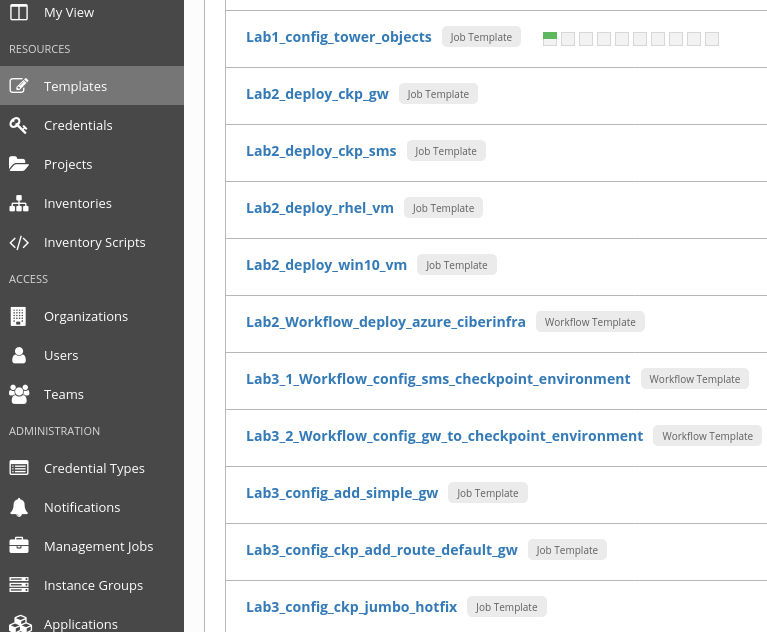 My View
RESOURCES
Templates
Credentials
Projects
Inventories
Inventory Scripts
ACCESS
Organizations
Users
Teams
ADMINISTRATION
Credential Types
Notifications
Management Jobs
Instance Groups
Applications
Lab1_config_tower_objects Job Template
Lab2_deploy_ckp_gw Job Template
Lab2_deploy_ckp_sms Job Template
Lab2_deploy_rhel_vm Job Template
Lab2_deploy_win10_vm Job Template
Lab2_Workflow_deploy_azure_ciberinfra Workflow Template
Lab3_1_Workflow_config_sms_checkpoint_environment Workflow Template
Lab3_2_Workflow_config_gw_to_checkpoint_environment Workflow Template
Lab3_config_add_simple_gw Job Template
Lab3_config_ckp_add_route_default_gw Job Template
Lab3_config_ckp_jumbo_hotfix Job Template